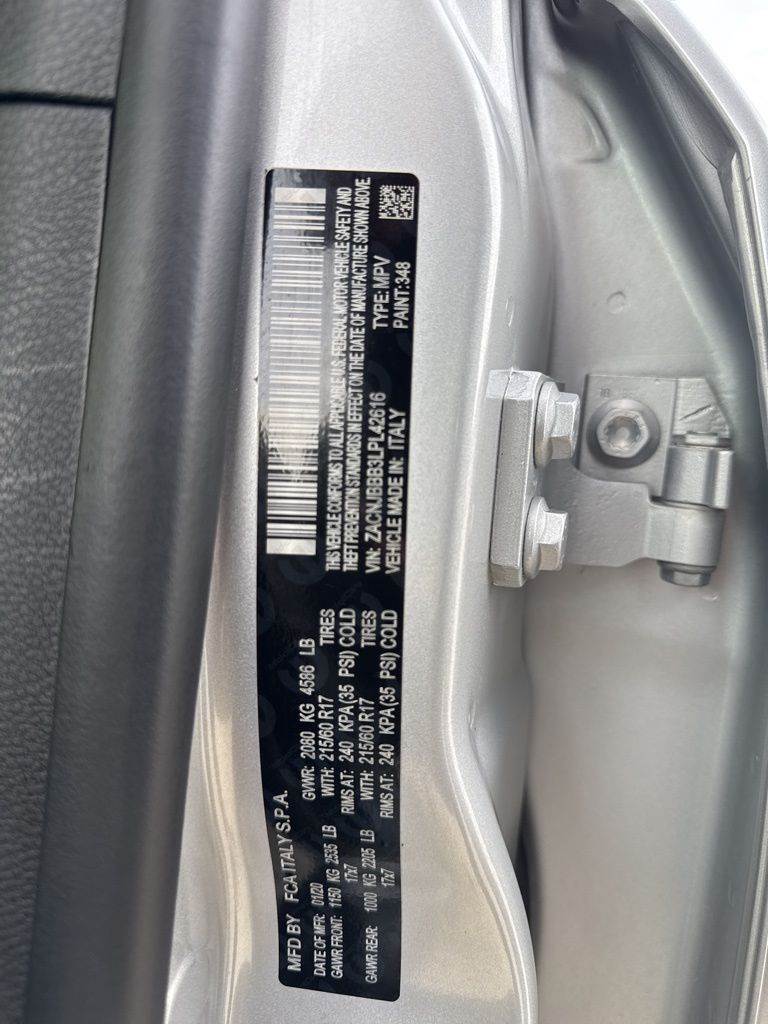 MFD BY FCA ITALY S.P.A.
DATE OF MFR: 01/20 GVWR: 2080 KG 4586 LB
GAWR FRONT: 1150 KG 2535 LB WITH: 215/60 R17 TIRES
17x7 RIMS AT: 240 KPA (35 PSI) COLD
GAWR REAR: 1000 KG 2205 LB WITH: 215/60 R17 TIRES
17x7 RIMS AT: 240 KPA (35 PSI) COLD
THIS VEHICLE CONFORMS TO ALL APPLICABLE U.S. FEDERAL MOTOR VEHICLE SAFETY AND
THEFT PREVENTION STANDARDS IN EFFECT ON THE DATE OF MANUFACTURE SHOWN ABOVE.
VIN: ZACNJBBB3LPL42616 TYPE: MPV
VEHICLE MADE IN: ITALY PAINT: 348